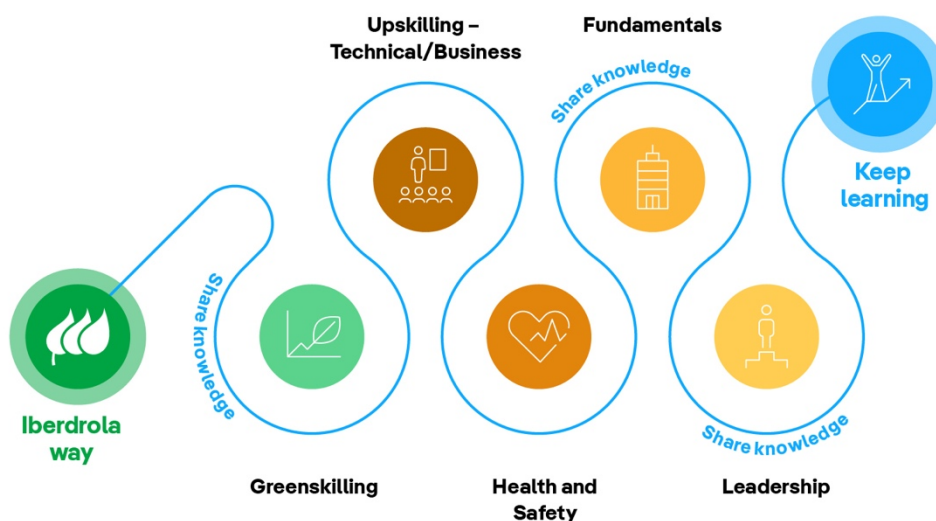 Upskilling –
Technical/Business
Fundamentals
Share knowledge
Keep
learning
Share knowledge
Iberdrola
way
Share knowledge
Greenskilling
Health and
Safety
Leadership